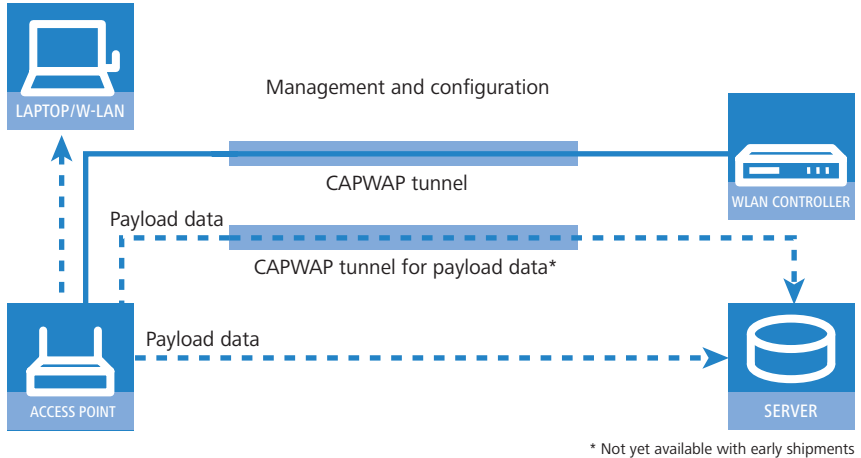 LAPTOP/W-LAN
Management and configuration
CAPWAP tunnel
WLAN CONTROLLER
Payload data
CAPWAP tunnel for payload data*
Payload data
ACCESS POINT
SERVER
* Not yet available with early shipments